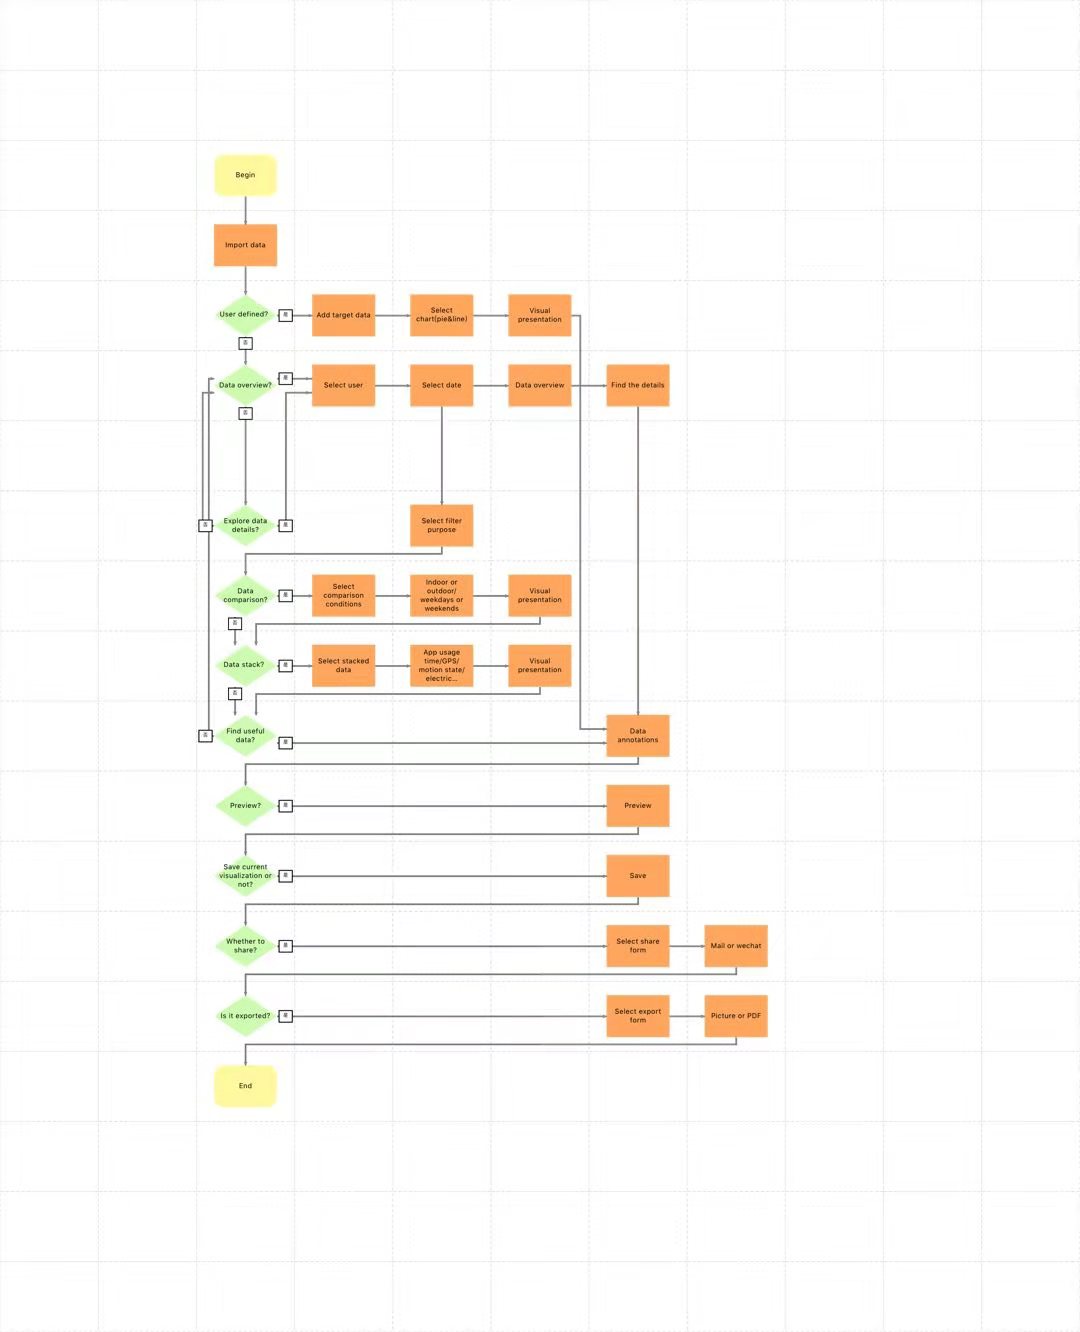 Begin
Import data
User defined?
是
Add target data
Select
chart(pie&line)
Visual
presentation
否
Data overview?
是
Select user
Select date
Data overview
Find the details
否
否
Explore data
details?
是
Select filter
purpose
Data
comparison?
是
Select
comparison
conditions
Indoor or
outdoor/
weekdays or
weekends
Visual
presentation
否
Data stack?
是
Select stacked
data
App usage
time/GPS/
motion state/
electric...
Visual
presentation
否
否
Find useful
data?
是
Data
annotations
Preview?
是
Preview
Save current
visualization or
not?
是
Save
Whether to
share?
是
Select share
form
Mail or wechat
Is it exported?
是
Select export
form
Picture or PDF
End